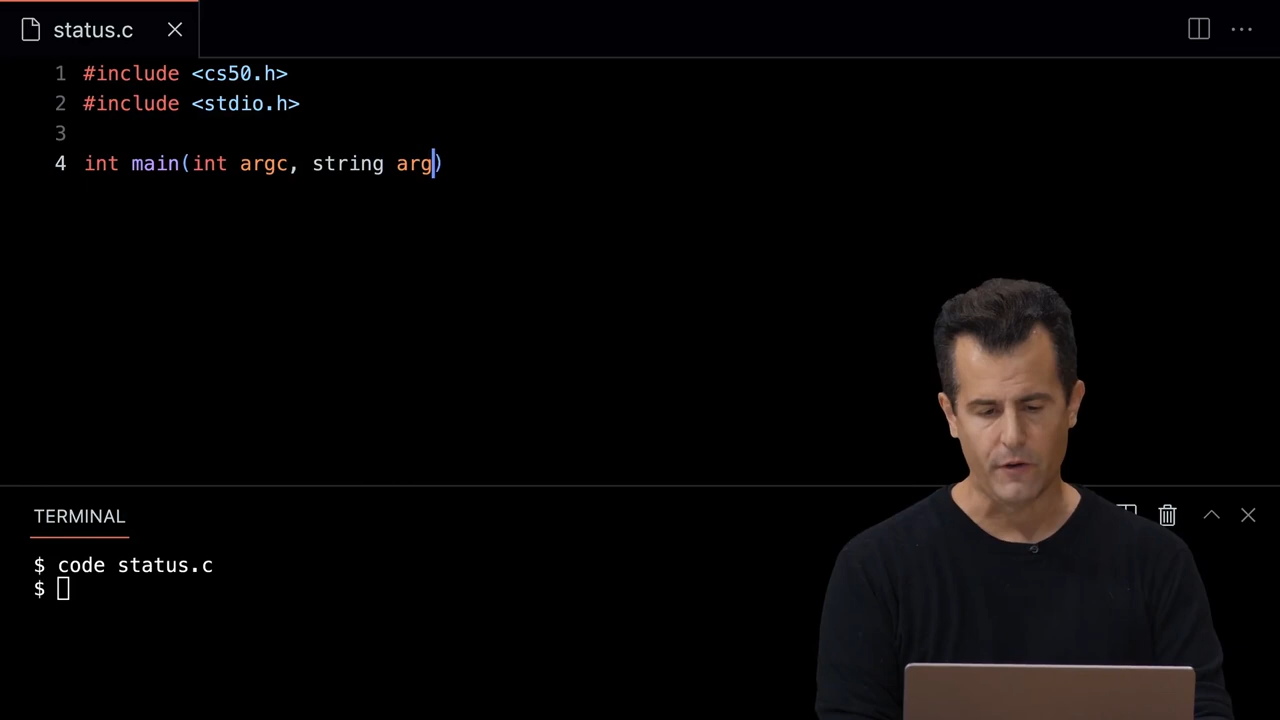 status.c
1 #include <cs50.h>
2 #include <stdio.h>
3
4 int main(int argc, string arg)
TERMINAL
$ code status.c
$